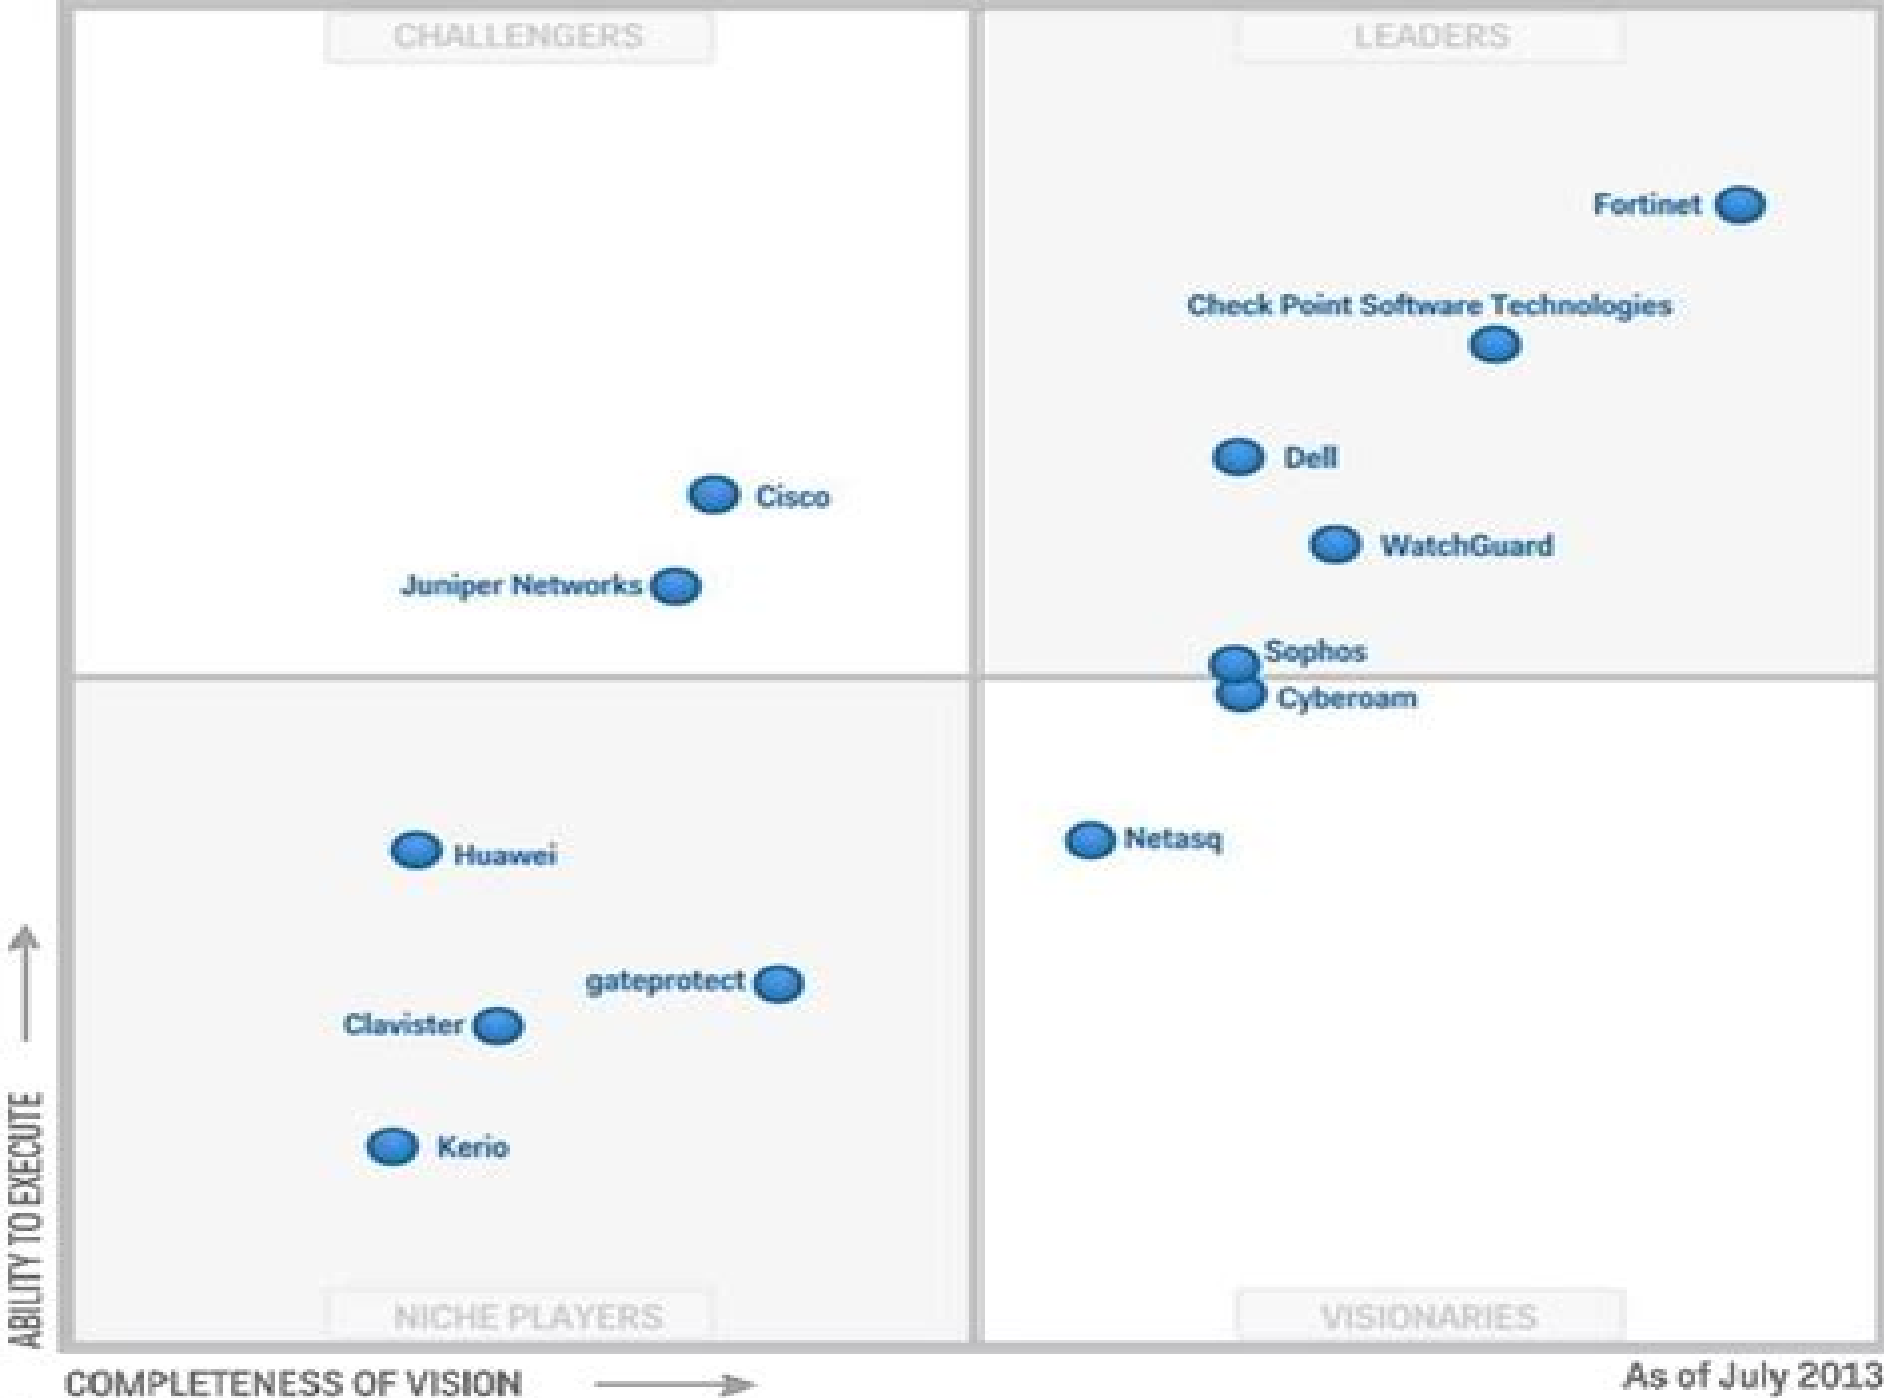 CHALLENGERS
LEADERS
Fortinet
Check Point Software Technologies
Dell
Cisco
WatchGuard
Juniper Networks
Sophos
Cyberoam
Huawei
Netasq
gateprotect
Clavister
Kerio
NICHE PLAYERS
VISIONARIES
ABILITY TO EXECUTE
COMPLETENESS OF VISION
As of July 2013